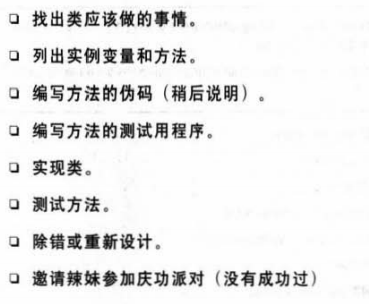 □ 找出类应该做的事情。
□ 列出实例变量和方法。
□ 编写方法的伪码（稍后说明）。
□ 编写方法的测试用程序。
□ 实现类。
□ 测试方法。
□ 除错或重新设计。
□ 邀请辣妹参加庆功派对（没有成功过）